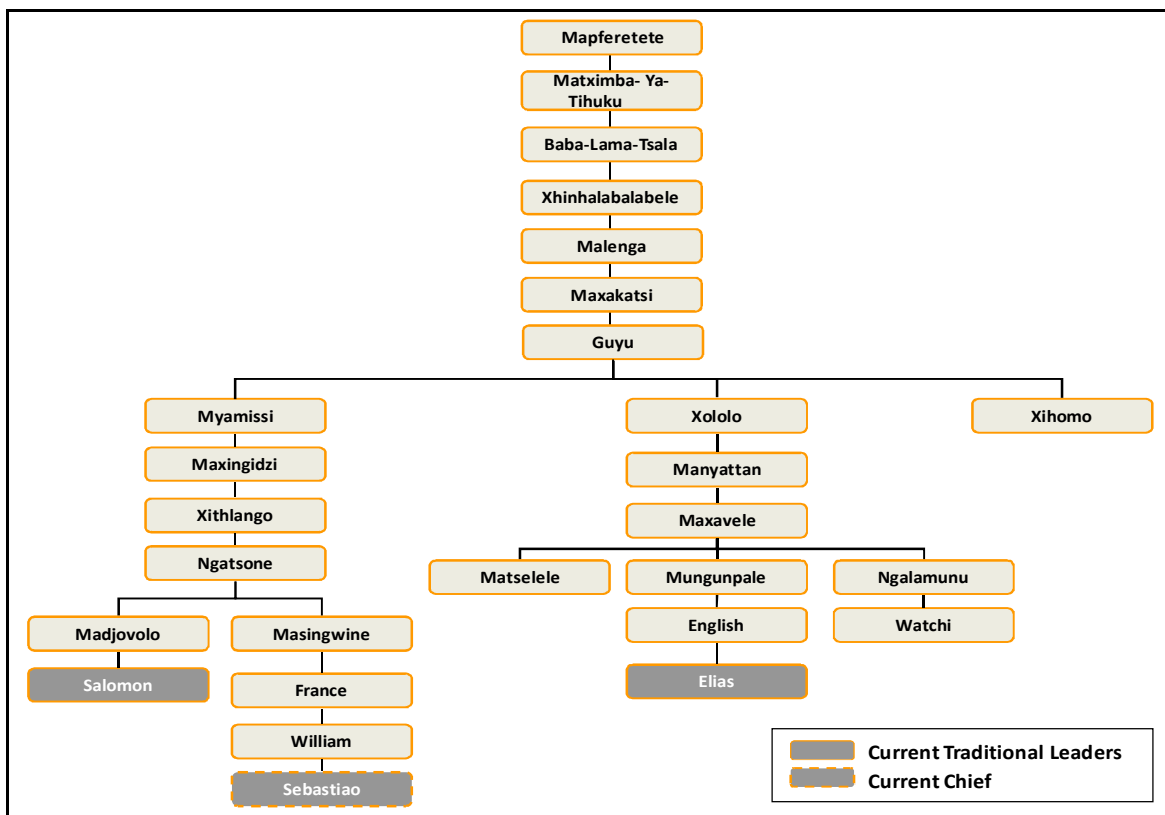 Mapferetete
Matximba- Ya-
Tihuku
Baba-Lama-Tsala
Xhinhalabalabele
Malenga
Maxakatsi
Guyu
Myamissi
Xololo
Xihomo
Maxingidzi
Manyattan
Xithlango
Maxavele
Ngatsone
Matselele
Mungunpale
Ngalamunu
Madjovolo
Masingwine
English
Watchi
Salomon
France
Elias
William
Sebastiao
Current Traditional Leaders
Current Chief